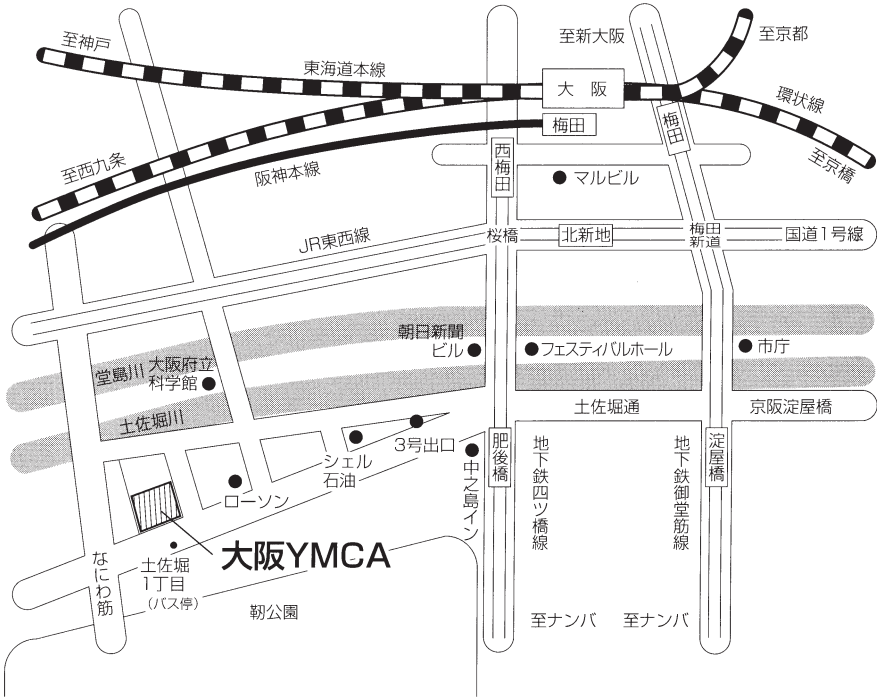 至神戸
東海道本線
至新大阪
至京都
大阪
環状線
梅田
梅田
至西九条
阪神本線
西梅田
マルビル
至京橋
JR東西線
桜橋
北新地
梅田
新道
国道1号線
朝日新聞
ビル
フェスティバルホール
市庁
堂島川
大阪府立
科学館
土佐堀川
土佐堀通
京阪淀屋橋
3号出口
シェル
石油
ローソン
中之島イン
肥後橋
地下鉄四ツ橋線
地下鉄御堂筋線
淀屋橋
大阪YMCA
なにわ筋
土佐堀
1丁目
(バス停)
靭公園
至ナンバ
至ナンバ